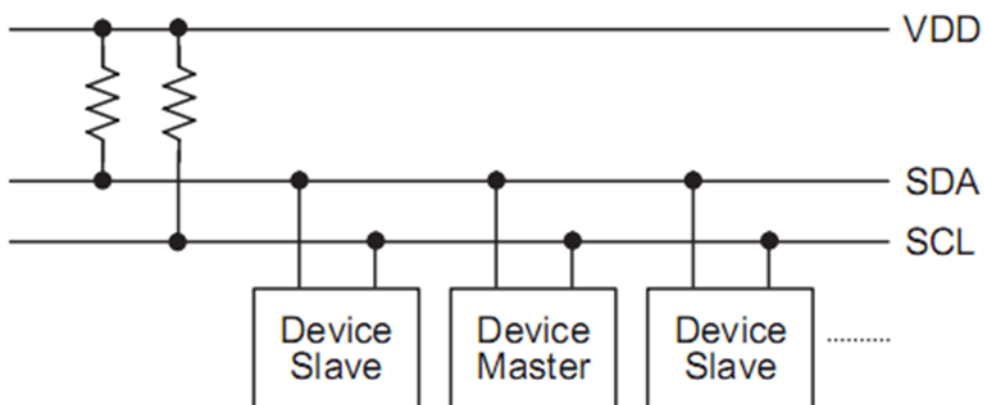 VDD
SDA
SCL
Device
Slave
Device
Master
Device
Slave